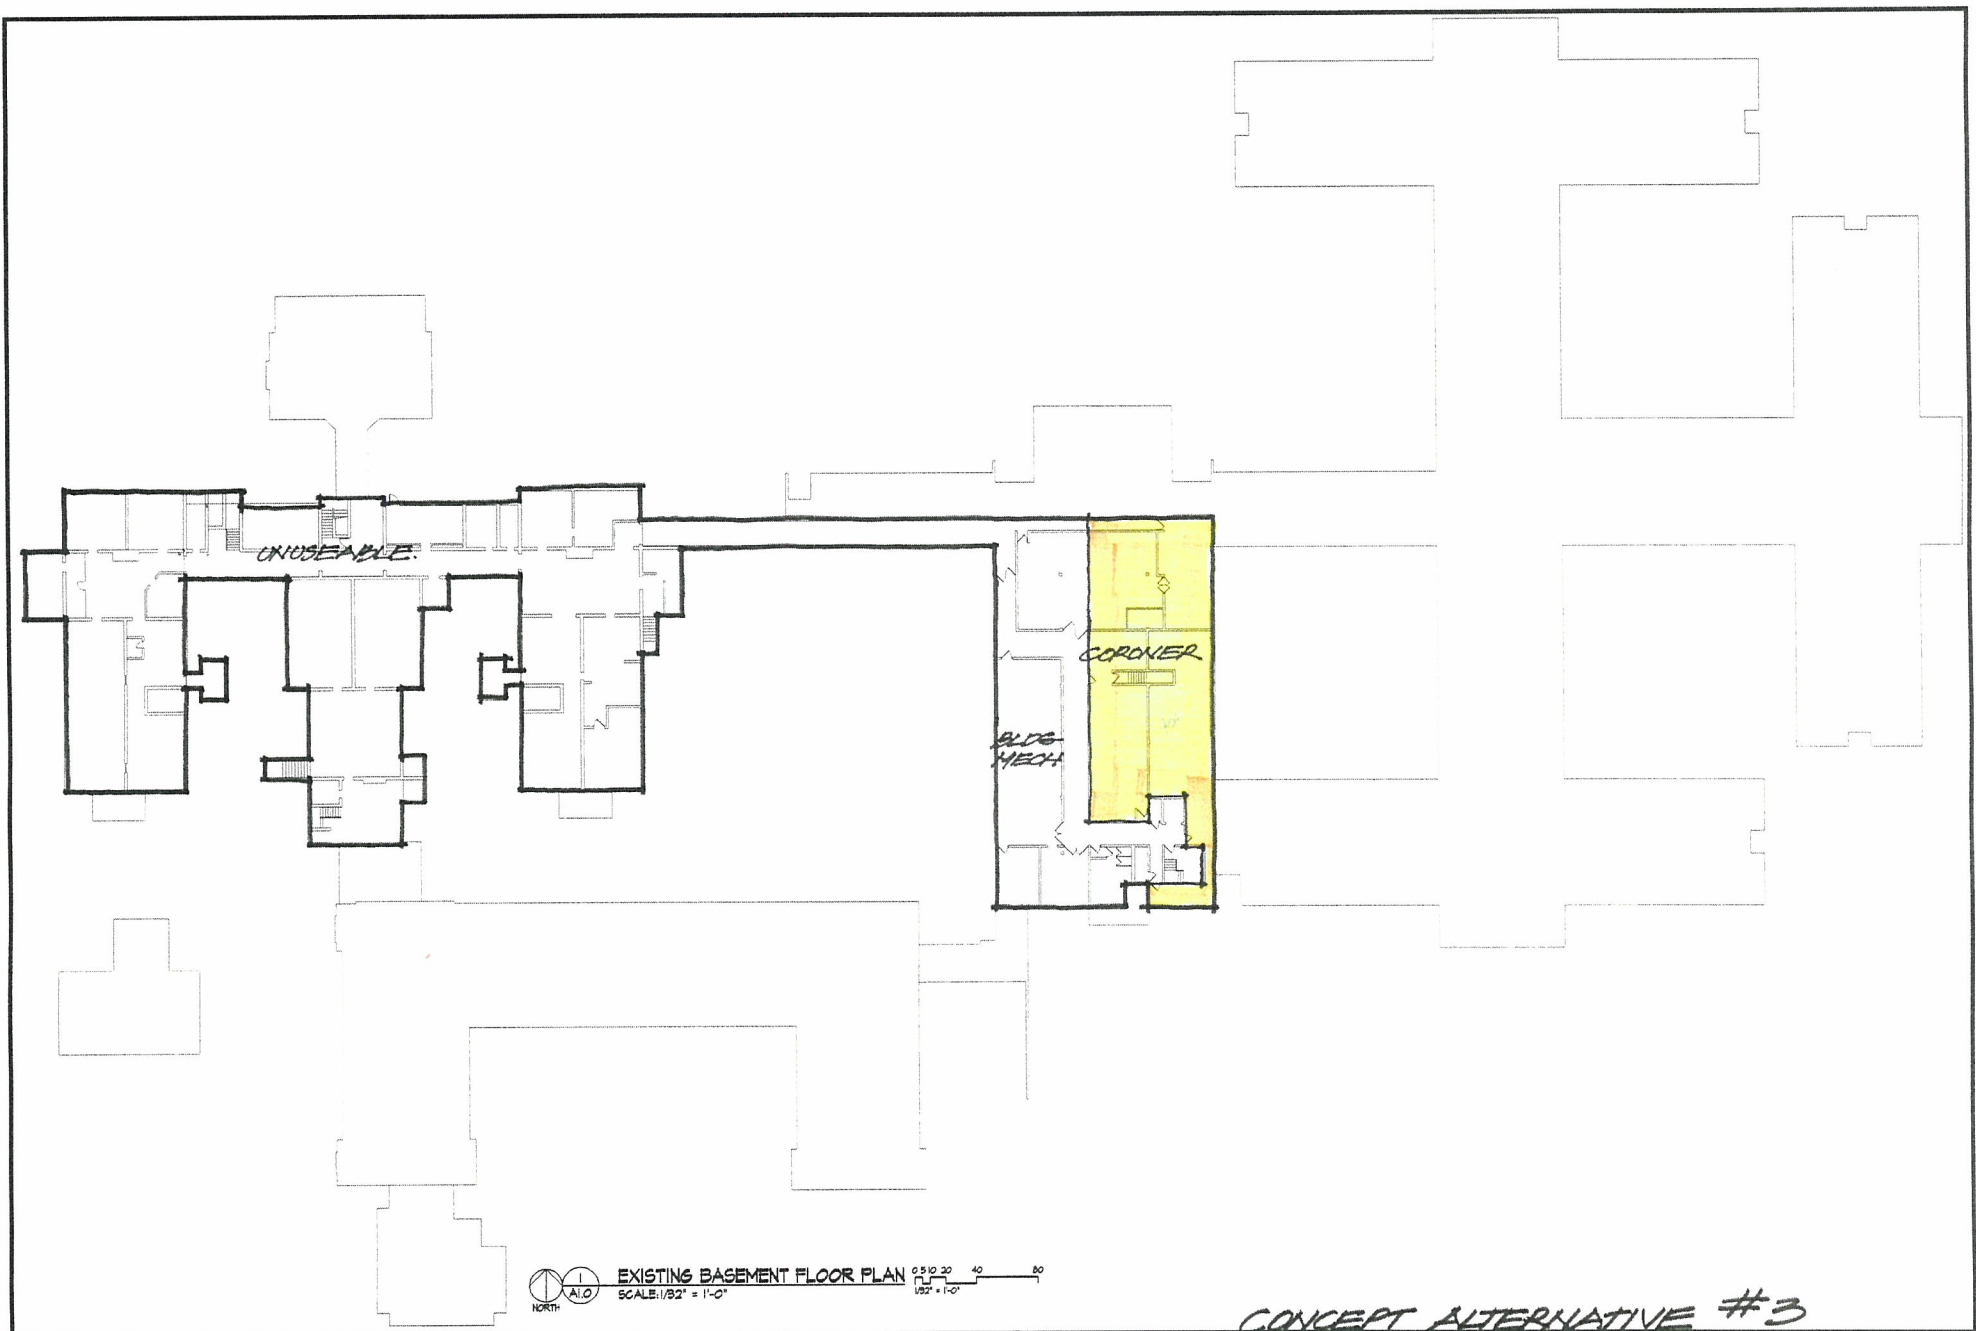 UNUSEABLE.
CORONER
BLDG
MECH
1
A1.0
NORTH
EXISTING BASEMENT FLOOR PLAN
SCALE: 1/32" = 1'-0"
0 5 10 20 40 80
1/32" = 1'-0"
CONCEPT ALTERNATIVE #3